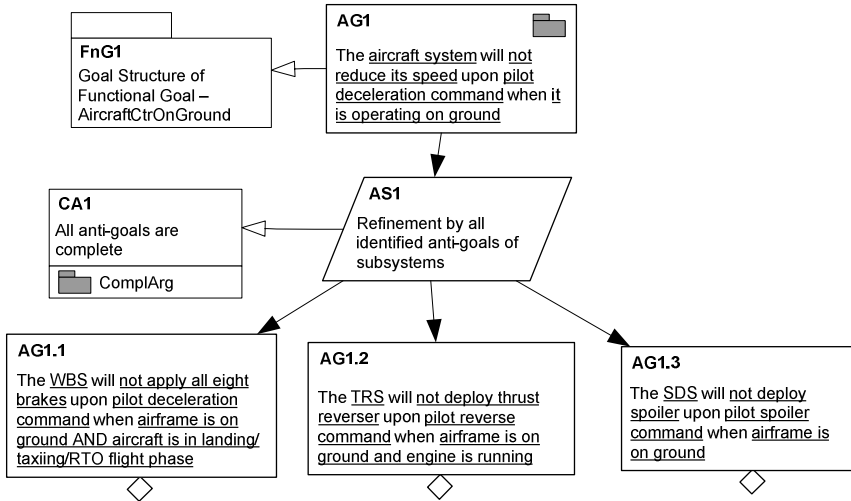 FnG1
Goal Structure of
Functional Goal –
AircraftCtrOnGround
AG1
The aircraft system will not
reduce its speed upon pilot
deceleration command when it
is operating on ground
CA1
All anti-goals are
complete
ComplArg
AS1
Refinement by all
identified anti-goals of
subsystems
AG1.1
The WBS will not apply all eight
brakes upon pilot deceleration
command when airframe is on
ground AND aircraft is in landing/
taxiing/RTO flight phase
AG1.2
The TRS will not deploy thrust
reverser upon pilot reverse
command when airframe is on
ground and engine is running
AG1.3
The SDS will not deploy
spoiler upon pilot spoiler
command when airframe is
on ground